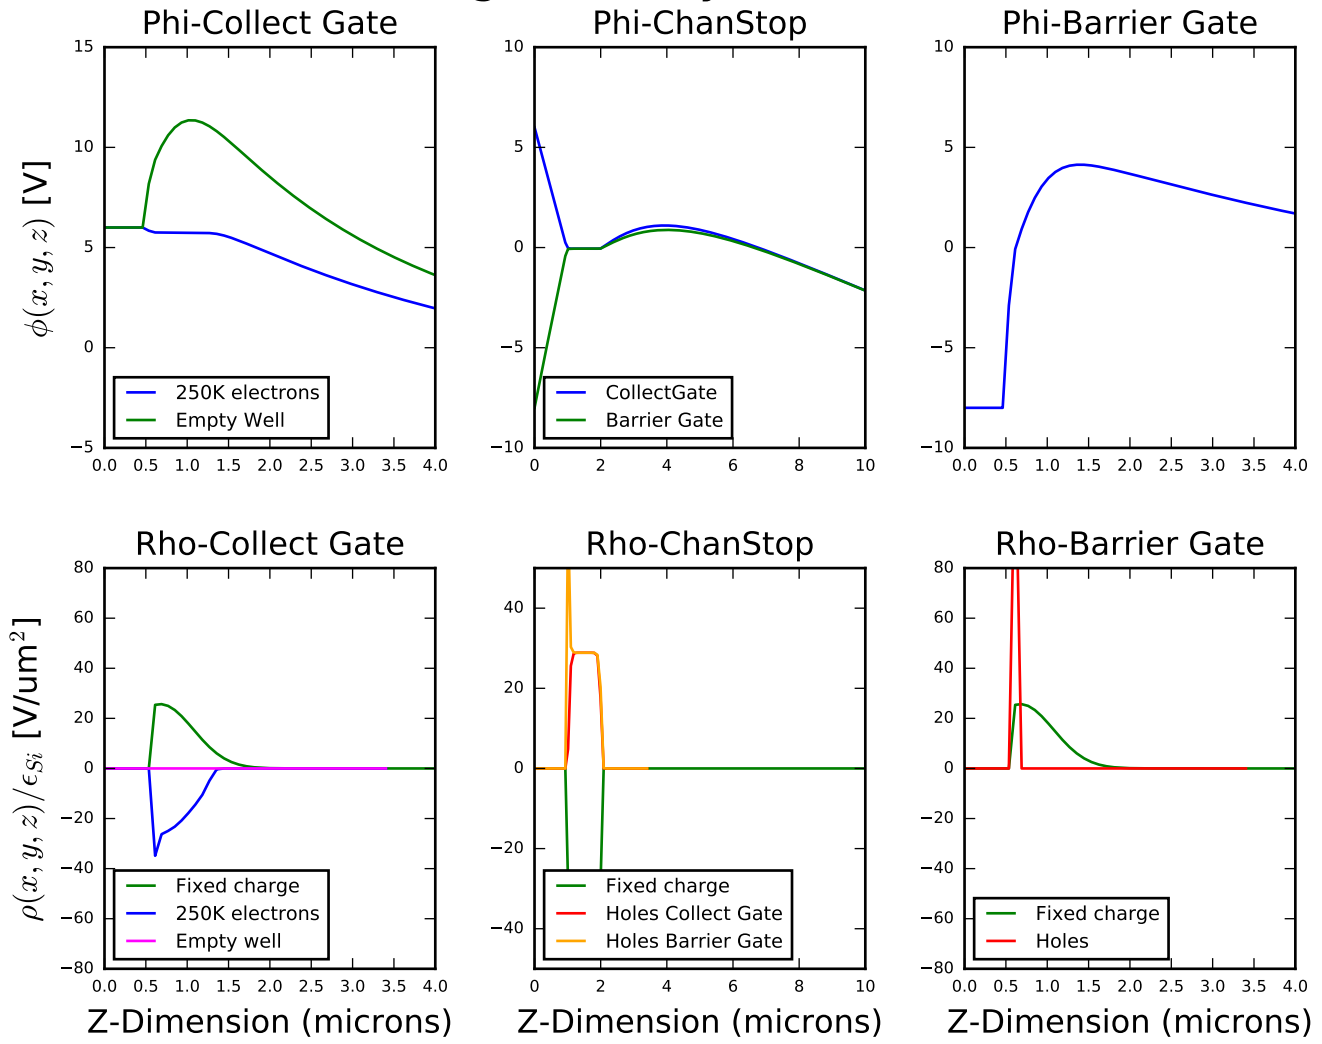 Phi-Collect Gate
Phi-ChanStop
Phi-Barrier Gate
ϕ(x, y, z) [V]
15
10
5
0
−5
0.0 0.5 1.0 1.5 2.0 2.5 3.0 3.5 4.0
250K electrons
Empty Well
10
5
0
−5
−10
0 2 4 6 8 10
CollectGate
Barrier Gate
10
5
0
−5
−10
0.0 0.5 1.0 1.5 2.0 2.5 3.0 3.5 4.0
Rho-Collect Gate
Rho-ChanStop
Rho-Barrier Gate
ρ(x, y, z)/ϵ_Si [V/um²]
80
60
40
20
0
−20
−40
−60
−80
0.0 0.5 1.0 1.5 2.0 2.5 3.0 3.5 4.0
Fixed charge
250K electrons
Empty well
Z-Dimension (microns)
40
20
0
−20
−40
0 2 4 6 8 10
Fixed charge
Holes Collect Gate
Holes Barrier Gate
Z-Dimension (microns)
80
60
40
20
0
−20
−40
−60
−80
0.0 0.5 1.0 1.5 2.0 2.5 3.0 3.5 4.0
Fixed charge
Holes
Z-Dimension (microns)